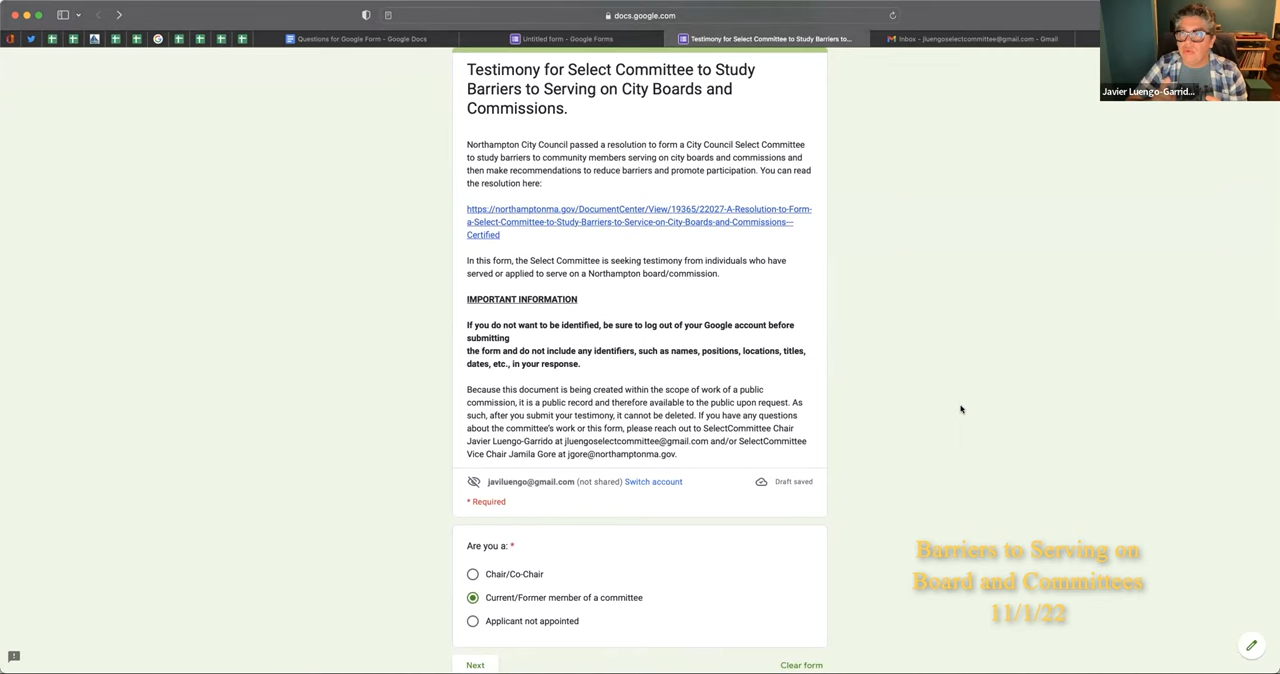 docs.google.com
Questions for Google Form - Google Docs
Untitled form - Google Forms
Testimony for Select Committee to Study Barriers to...
Inbox - jluengoselectcommittee@gmail.com - Gmail
Javier Luengo-Garrid...
Testimony for Select Committee to Study
Barriers to Serving on City Boards and
Commissions.
Northampton City Council passed a resolution to form a City Council Select Committee
to study barriers to community members serving on city boards and commissions and
then make recommendations to reduce barriers and promote participation. You can read
the resolution here:
https://northamptonma.gov/DocumentCenter/View/19365/22027-A-Resolution-to-Form-
a-Select-Committee-to-Study-Barriers-to-Service-on-City-Boards-and-Commissions---
Certified
In this form, the Select Committee is seeking testimony from individuals who have
served or applied to serve on a Northampton board/commission.
IMPORTANT INFORMATION
If you do not want to be identified, be sure to log out of your Google account before
submitting
the form and do not include any identifiers, such as names, positions, locations, titles,
dates, etc., in your response.
Because this document is being created within the scope of work of a public
commission, it is a public record and therefore available to the public upon request. As
such, after you submit your testimony, it cannot be deleted. If you have any questions
about the committee's work or this form, please reach out to SelectCommittee Chair
Javier Luengo-Garrido at jluengoselectcommittee@gmail.com and/or SelectCommittee
Vice Chair Jamila Gore at jgore@northamptonma.gov.
javiluengo@gmail.com (not shared) Switch account
Draft saved
* Required
Are you a: *
Chair/Co-Chair
Current/Former member of a committee
Applicant not appointed
Next
Clear form
Barriers to Serving on
Board and Committees
11/1/22